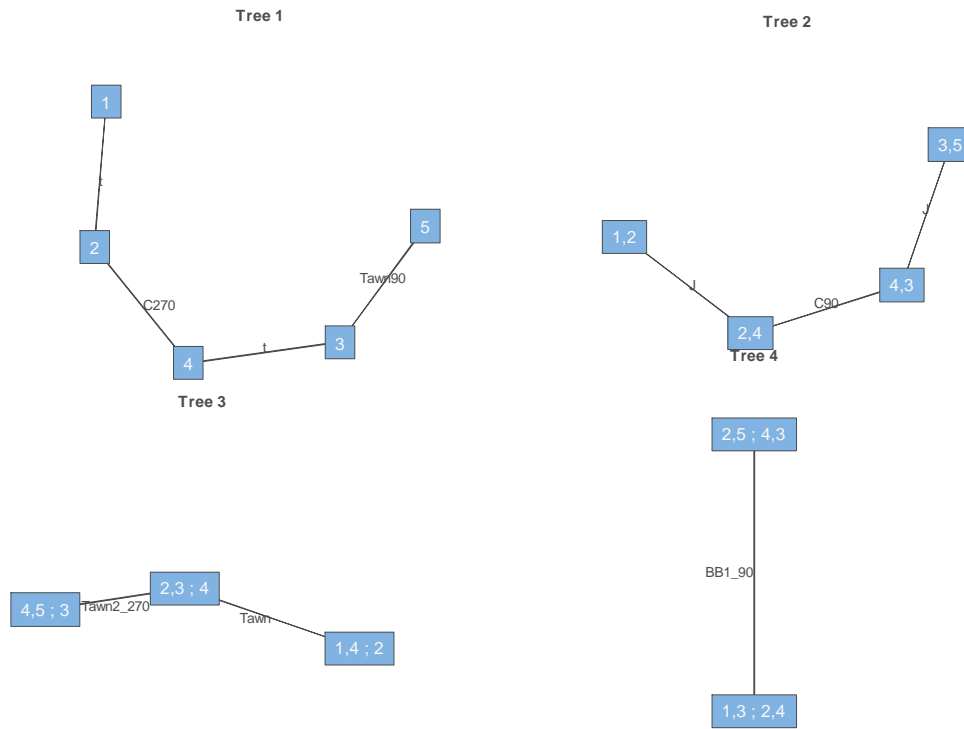 Tree 1
1
t
2
C270
4
t
3
Tawn90
5
Tree 2
3,5
J
1,2
J
4,3
C90
2,4
Tree 3
4,5 ; 3
Tawn2_270
2,3 ; 4
Tawn
1,4 ; 2
Tree 4
2,5 ; 4,3
BB1_90
1,3 ; 2,4